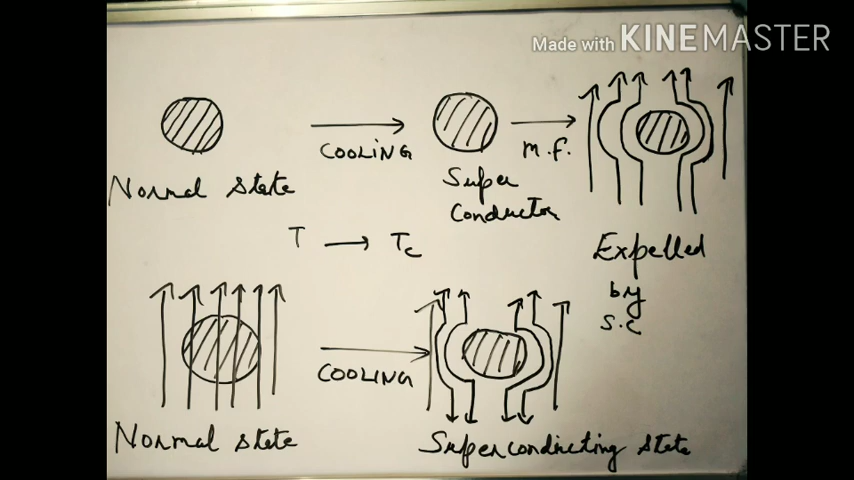 Made with KINEMASTER
COOLING
m.f.
Normal State
Super
Conductor
T → Tc
Expelled
by
S.C
COOLING
Normal State
Superconducting State